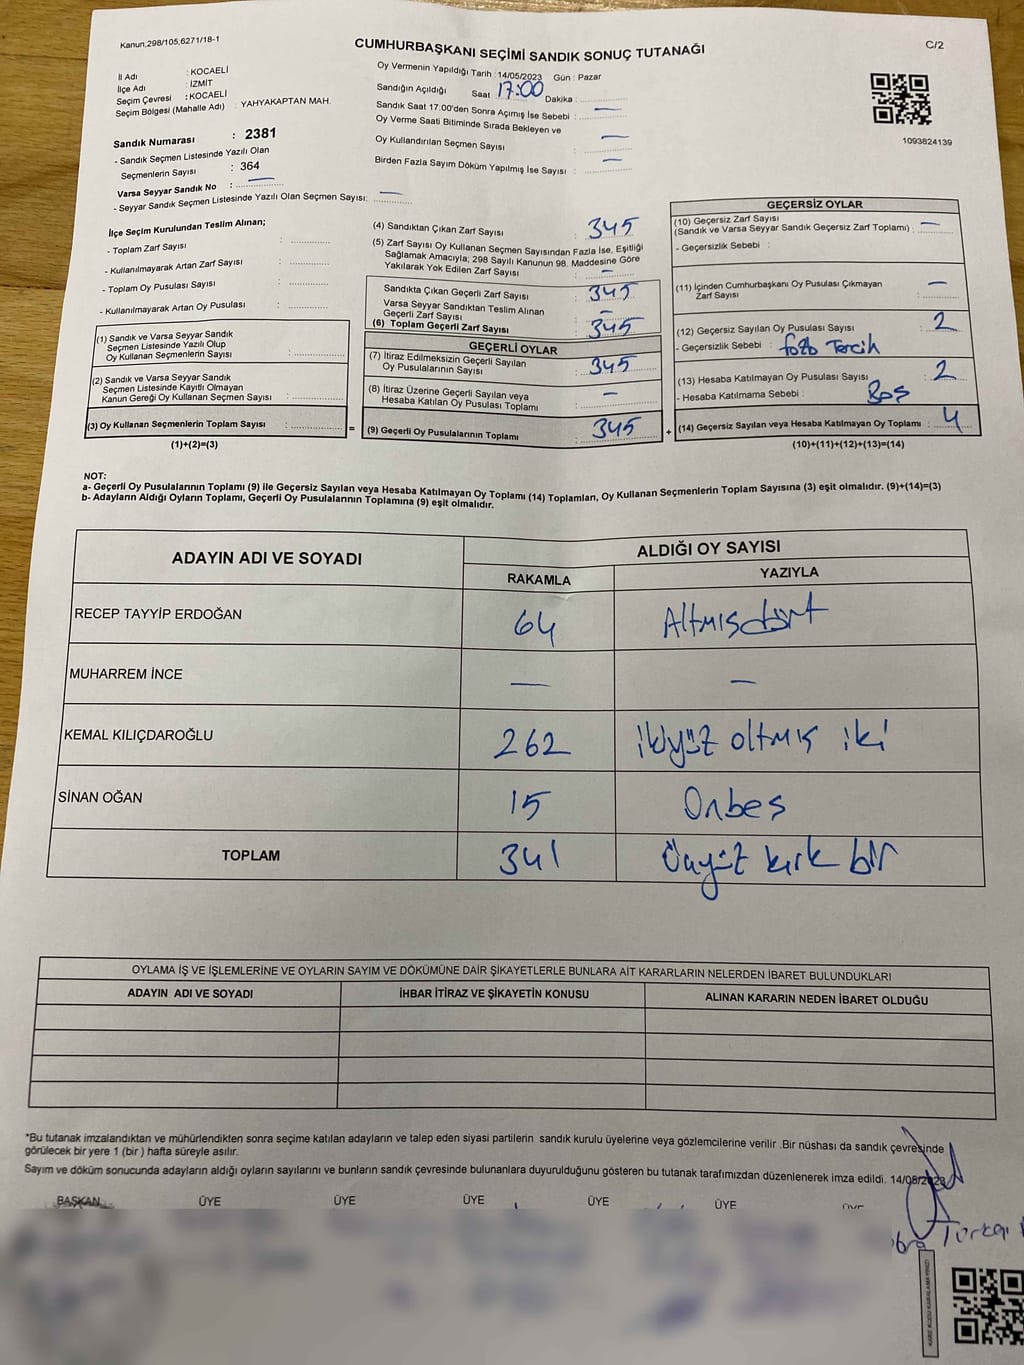 Kanun,298/105,6271/18-1
CUMHURBAŞKANI SEÇİMİ SANDIK SONUÇ TUTANAĞI
C/2
İl Adı : KOCAELİ
İlçe Adı : İZMİT
Seçim Çevresi : KOCAELİ
Seçim Bölgesi (Mahalle Adı) : YAHYAKAPTAN MAH.
Sandık Numarası : 2381
- Sandık Seçmen Listesinde Yazılı Olan
Seçmenlerin Sayısı : 364
Varsa Seyyar Sandık No : —
- Seyyar Sandık Seçmen Listesinde Yazılı Olan Seçmen Sayısı: —
Oy Vermenin Yapıldığı Tarih : 14/05/2023 Gün : Pazar
Sandığın Açıldığı Saat 17:00 Dakika :
Sandık Saat 17:00'den Sonra Açımış İse Sebebi : —
Oy Verme Saati Bitiminde Sırada Bekleyen ve
Oy Kullandırılan Seçmen Sayısı : —
Birden Fazla Sayım Döküm Yapılmış İse Sayısı : —
1093824139
İlçe Seçim Kurulundan Teslim Alınan;
- Toplam Zarf Sayısı :
- Kullanılmayarak Artan Zarf Sayısı :
- Toplam Oy Pusulası Sayısı :
- Kullanılmayarak Artan Oy Pusulası :
(1) Sandık ve Varsa Seyyar Sandık
Seçmen Listesinde Yazılı Olup
Oy Kullanan Seçmenlerin Sayısı :
(2) Sandık ve Varsa Seyyar Sandık
Seçmen Listesinde Kayıtlı Olmayan
Kanun Gereği Oy Kullanan Seçmen Sayısı :
(3) Oy Kullanan Seçmenlerin Toplam Sayısı :
(1)+(2)=(3)
=
(4) Sandıktan Çıkan Zarf Sayısı : 345
(5) Zarf Sayısı Oy Kullanan Seçmen Sayısından Fazla İse, Eşitliği
Sağlamak Amacıyla; 298 Sayılı Kanunun 98. Maddesine Göre
Yakılarak Yok Edilen Zarf Sayısı : —
Sandıkta Çıkan Geçerli Zarf Sayısı : 345
Varsa Seyyar Sandıktan Teslim Alınan
Geçerli Zarf Sayısı : —
(6) Toplam Geçerli Zarf Sayısı : 345
GEÇERLİ OYLAR
(7) İtiraz Edilmeksizin Geçerli Sayılan
Oy Pusulalarının Sayısı : 345
(8) İtiraz Üzerine Geçerli Sayılan veya
Hesaba Katılan Oy Pusulası Toplamı : —
(9) Geçerli Oy Pusulalarının Toplamı : 345
+
GEÇERSİZ OYLAR
(10) Geçersiz Zarf Sayısı
(Sandık ve Varsa Seyyar Sandık Geçersiz Zarf Toplamı) : —
- Geçersizlik Sebebi :
(11) İçinden Cumhurbaşkanı Oy Pusulası Çıkmayan
Zarf Sayısı : —
(12) Geçersiz Sayılan Oy Pusulası Sayısı : 2
- Geçersizlik Sebebi : Tercih
(13) Hesaba Katılmayan Oy Pusulası Sayısı : 2
- Hesaba Katılmama Sebebi : Boş
(14) Geçersiz Sayılan veya Hesaba Katılmayan Oy Toplamı : 4
(10)+(11)+(12)+(13)=(14)
NOT:
a- Geçerli Oy Pusulalarının Toplamı (9) ile Geçersiz Sayılan veya Hesaba Katılmayan Oy Toplamı (14) Toplamları, Oy Kullanan Seçmenlerin Toplam Sayısına (3) eşit olmalıdır. (9)+(14)=(3)
b- Adayların Aldığı Oyların Toplamı, Geçerli Oy Pusulalarının Toplamına (9) eşit olmalıdır.
ADAYIN ADI VE SOYADI
ALDIĞI OY SAYISI
RAKAMLA YAZIYLA
RECEP TAYYİP ERDOĞAN 64 Altmışdört
MUHARREM İNCE — —
KEMAL KILIÇDAROĞLU 262 ikiyüz altmış iki
SİNAN OĞAN 15 Onbeş
TOPLAM 341 Üçyüz kırk bir
OYLAMA İŞ VE İŞLEMLERİNE VE OYLARIN SAYIM VE DÖKÜMÜNE DAİR ŞİKAYETLERLE BUNLARA AİT KARARLARIN NELERDEN İBARET BULUNDUKLARI
ADAYIN ADI VE SOYADI İHBAR İTİRAZ VE ŞİKAYETİN KONUSU ALINAN KARARIN NEDEN İBARET OLDUĞU
*Bu tutanak imzalandıktan ve mühürlendikten sonra seçime katılan adayların ve talep eden siyasi partilerin sandık kurulu üyelerine veya gözlemcilerine verilir .Bir nüshası da sandık çevresinde
görülecek bir yere 1 (bir ) hafta süreyle asılır.
Sayım ve döküm sonucunda adayların aldığı oyların sayılarını ve bunların sandık çevresinde bulunanlara duyurulduğunu gösteren bu tutanak tarafımızdan düzenlenerek imza edildi. 14/05/2023
BAŞKAN ÜYE ÜYE ÜYE ÜYE ÜYE ÜYE